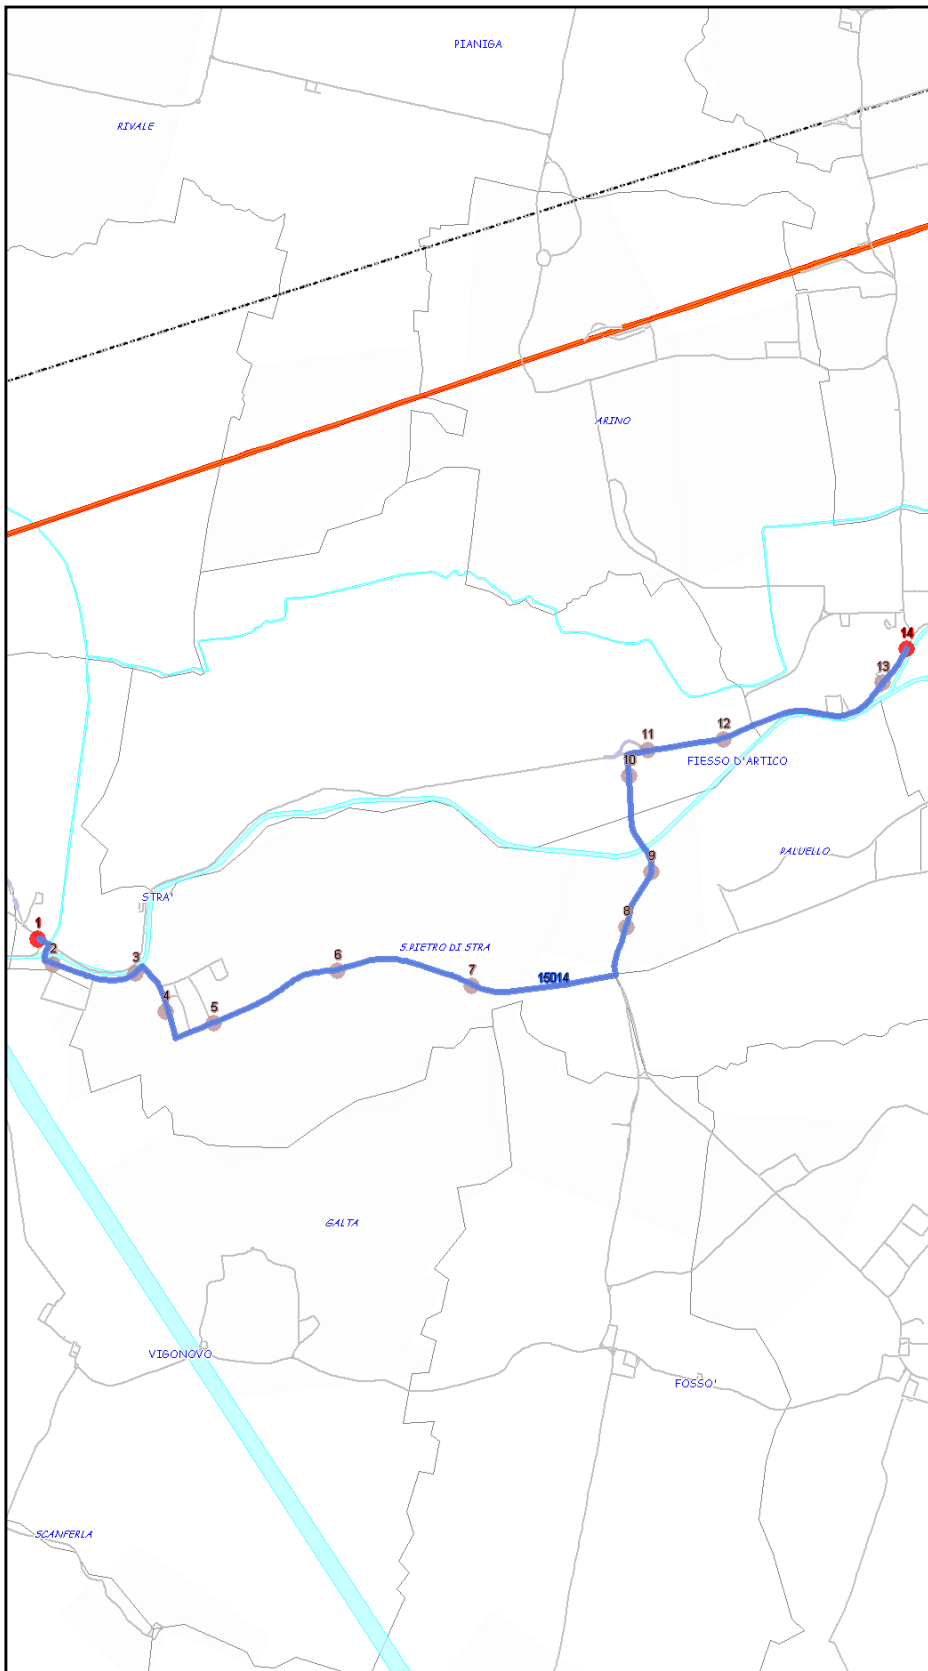 PIANIGA
RIVALE
ARINO
14
13
12
11
FIESSO D'ARTICO
10
PALUELLO
9
STRA'
1
8
S.PIETRO DI STRA
2
3
6
7
15014
4
5
GALTA
VIGONOVO
FOSSO'
SCANFERLA